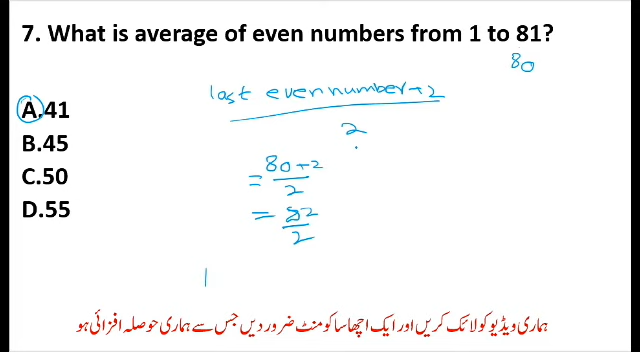 7. What is average of even numbers from 1 to 81?
80
last even number + 2
2
A.41
B.45
= 80+2
2
C.50
= 82
2
D.55
ہماری ویڈیو کو لائک کریں اور ایک اچھا سا کومنٹ ضرور دیں جس سے ہماری حوصلہ افزائی ہو